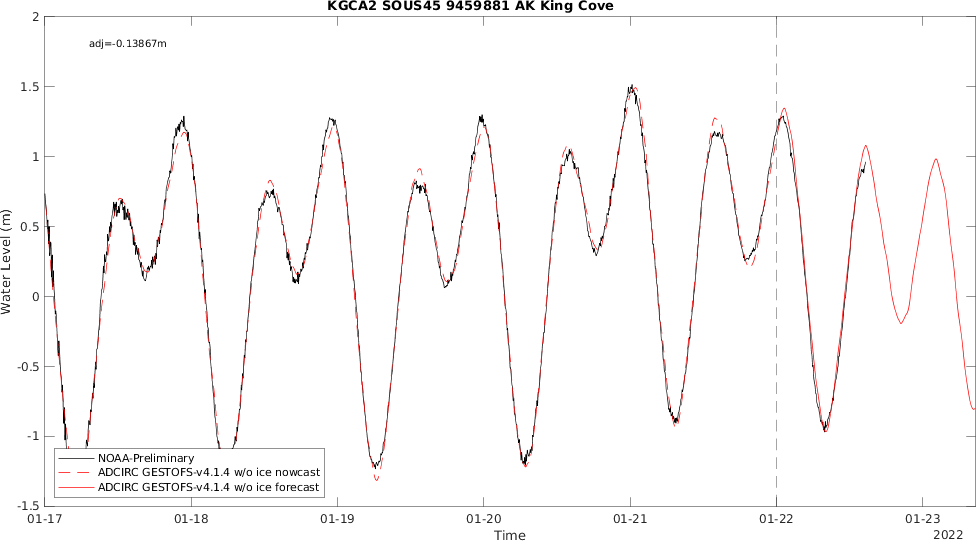 KGCA2 SOUS45 9459881 AK King Cove
adj=-0.13867m
2
1.5
1
0.5
0
-0.5
-1
-1.5
Water Level (m)
NOAA-Preliminary
ADCIRC GESTOFS-v4.1.4 w/o ice nowcast
ADCIRC GESTOFS-v4.1.4 w/o ice forecast
01-17 01-18 01-19 01-20 01-21 01-22 01-23
Time
2022